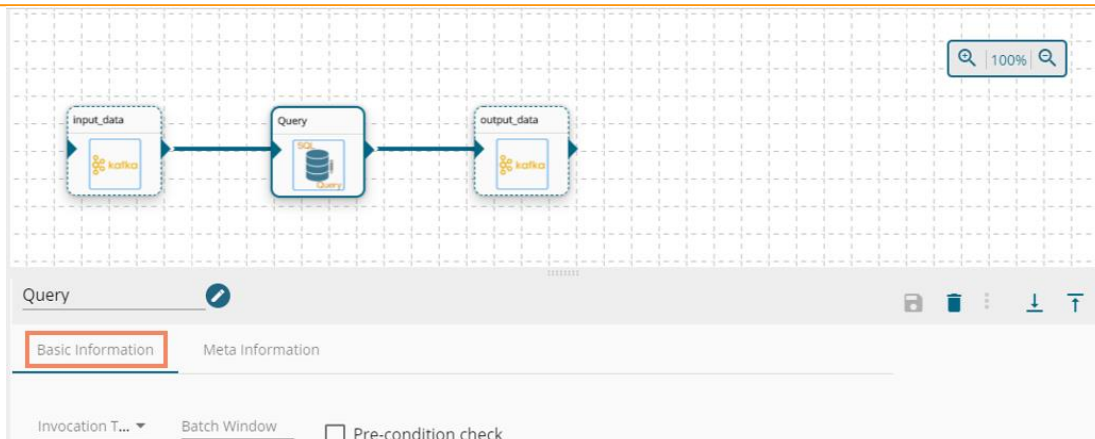 100%
input_data
Query
output_data
kafka
SQL
Query
kafka
Query
Basic Information
Meta Information
Invocation T...
Batch Window
Pre-condition check